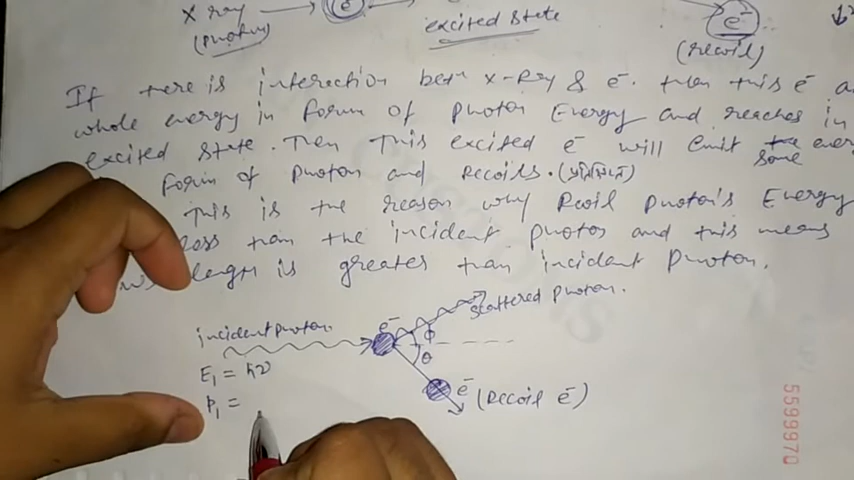 X ray
(Photon)
e
excited state
e⁻
(recoil)
If there is interection betⁿ x-Ray & e⁻. then this e⁻ a
whole energy in form of Photon Energy and reaches in
excited state. Then this excited e⁻ will emit some ener
form of photon and Recoils.
This is the reason why Recoil photon's Energy
less than the incident photon and this means
length is greater than incident photon.
scattered photon.
incident photon
e⁻
ϕ
θ
E₁ = hν
e⁻ (Recoil e⁻)
P₁ =
5599970